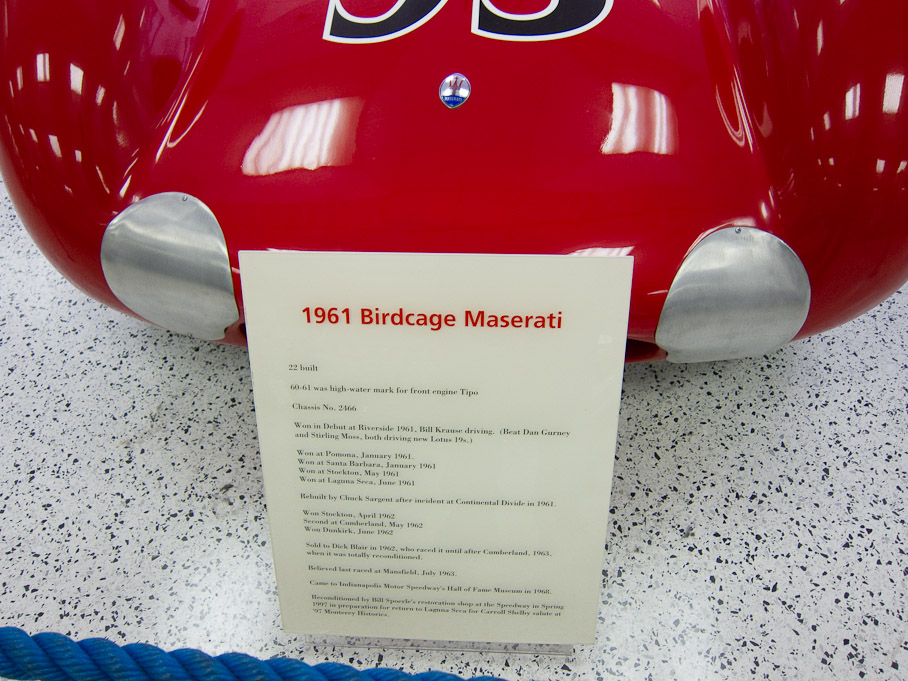 93
MASERATI
1961 Birdcage Maserati
22 built
60-61 was high-water mark for front engine Tipo
Chassis No. 2466
Won in Debut at Riverside 1961, Bill Krause driving. (Beat Dan Gurney
and Stirling Moss, both driving new Lotus 19s.)
Won at Pomona, January 1961.
Won at Santa Barbara, January 1961
Won at Stockton, May 1961
Won at Laguna Seca, June 1961
Rebuilt by Chuck Sargent after incident at Continental Divide in 1961.
Won Stockton, April 1962
Second at Cumberland, May 1962
Won Dunkirk, June 1962
Sold to Dick Blair in 1962, who raced it until after Cumberland, 1963,
when it was totally reconditioned.
Believed last raced at Mansfield, July 1963.
Came to Indianapolis Motor Speedway's Hall of Fame Museum in 1968.
Reconditioned by Bill Spoerle's restoration shop at the Speedway in Spring
1997 in preparation for return to Laguna Seca for Carroll Shelby salute at
'97 Monterey Historics.